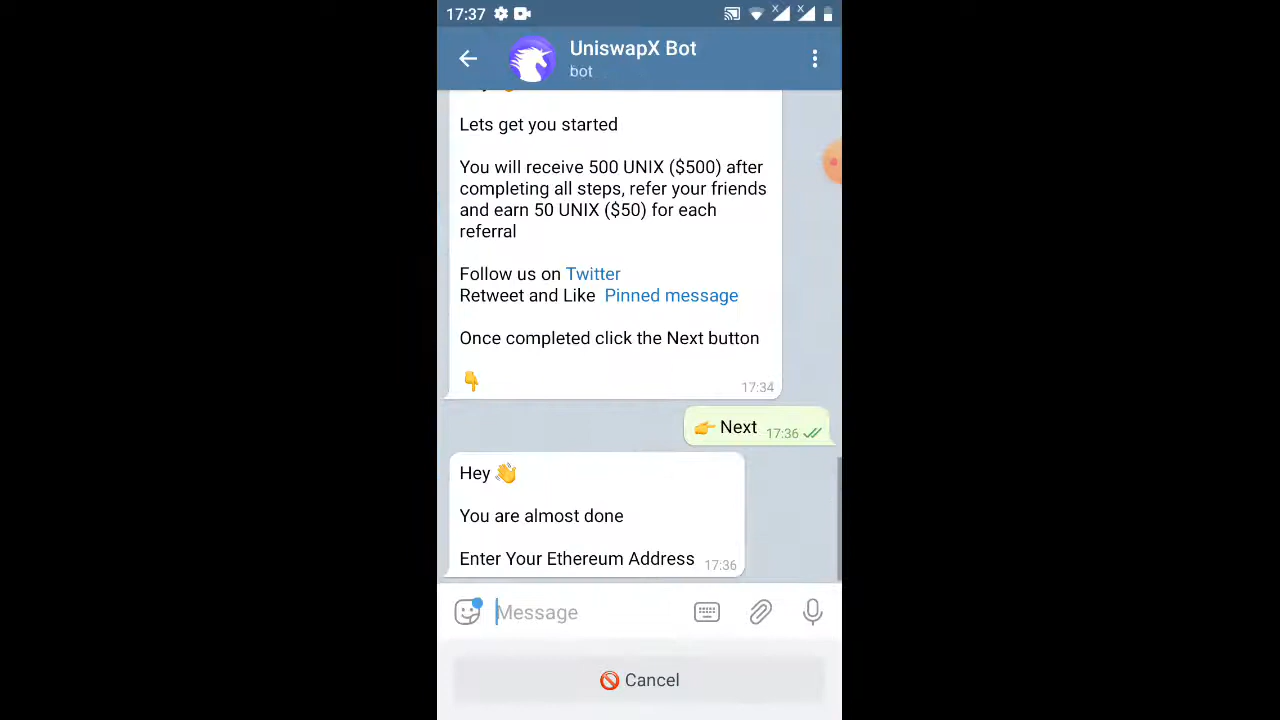 17:37
UniswapX Bot
bot
Lets get you started
You will receive 500 UNIX ($500) after
completing all steps, refer your friends
and earn 50 UNIX ($50) for each
referral
Follow us on Twitter
Retweet and Like Pinned message
Once completed click the Next button
17:34
Next 17:36
Hey
You are almost done
Enter Your Ethereum Address 17:36
Message
Cancel